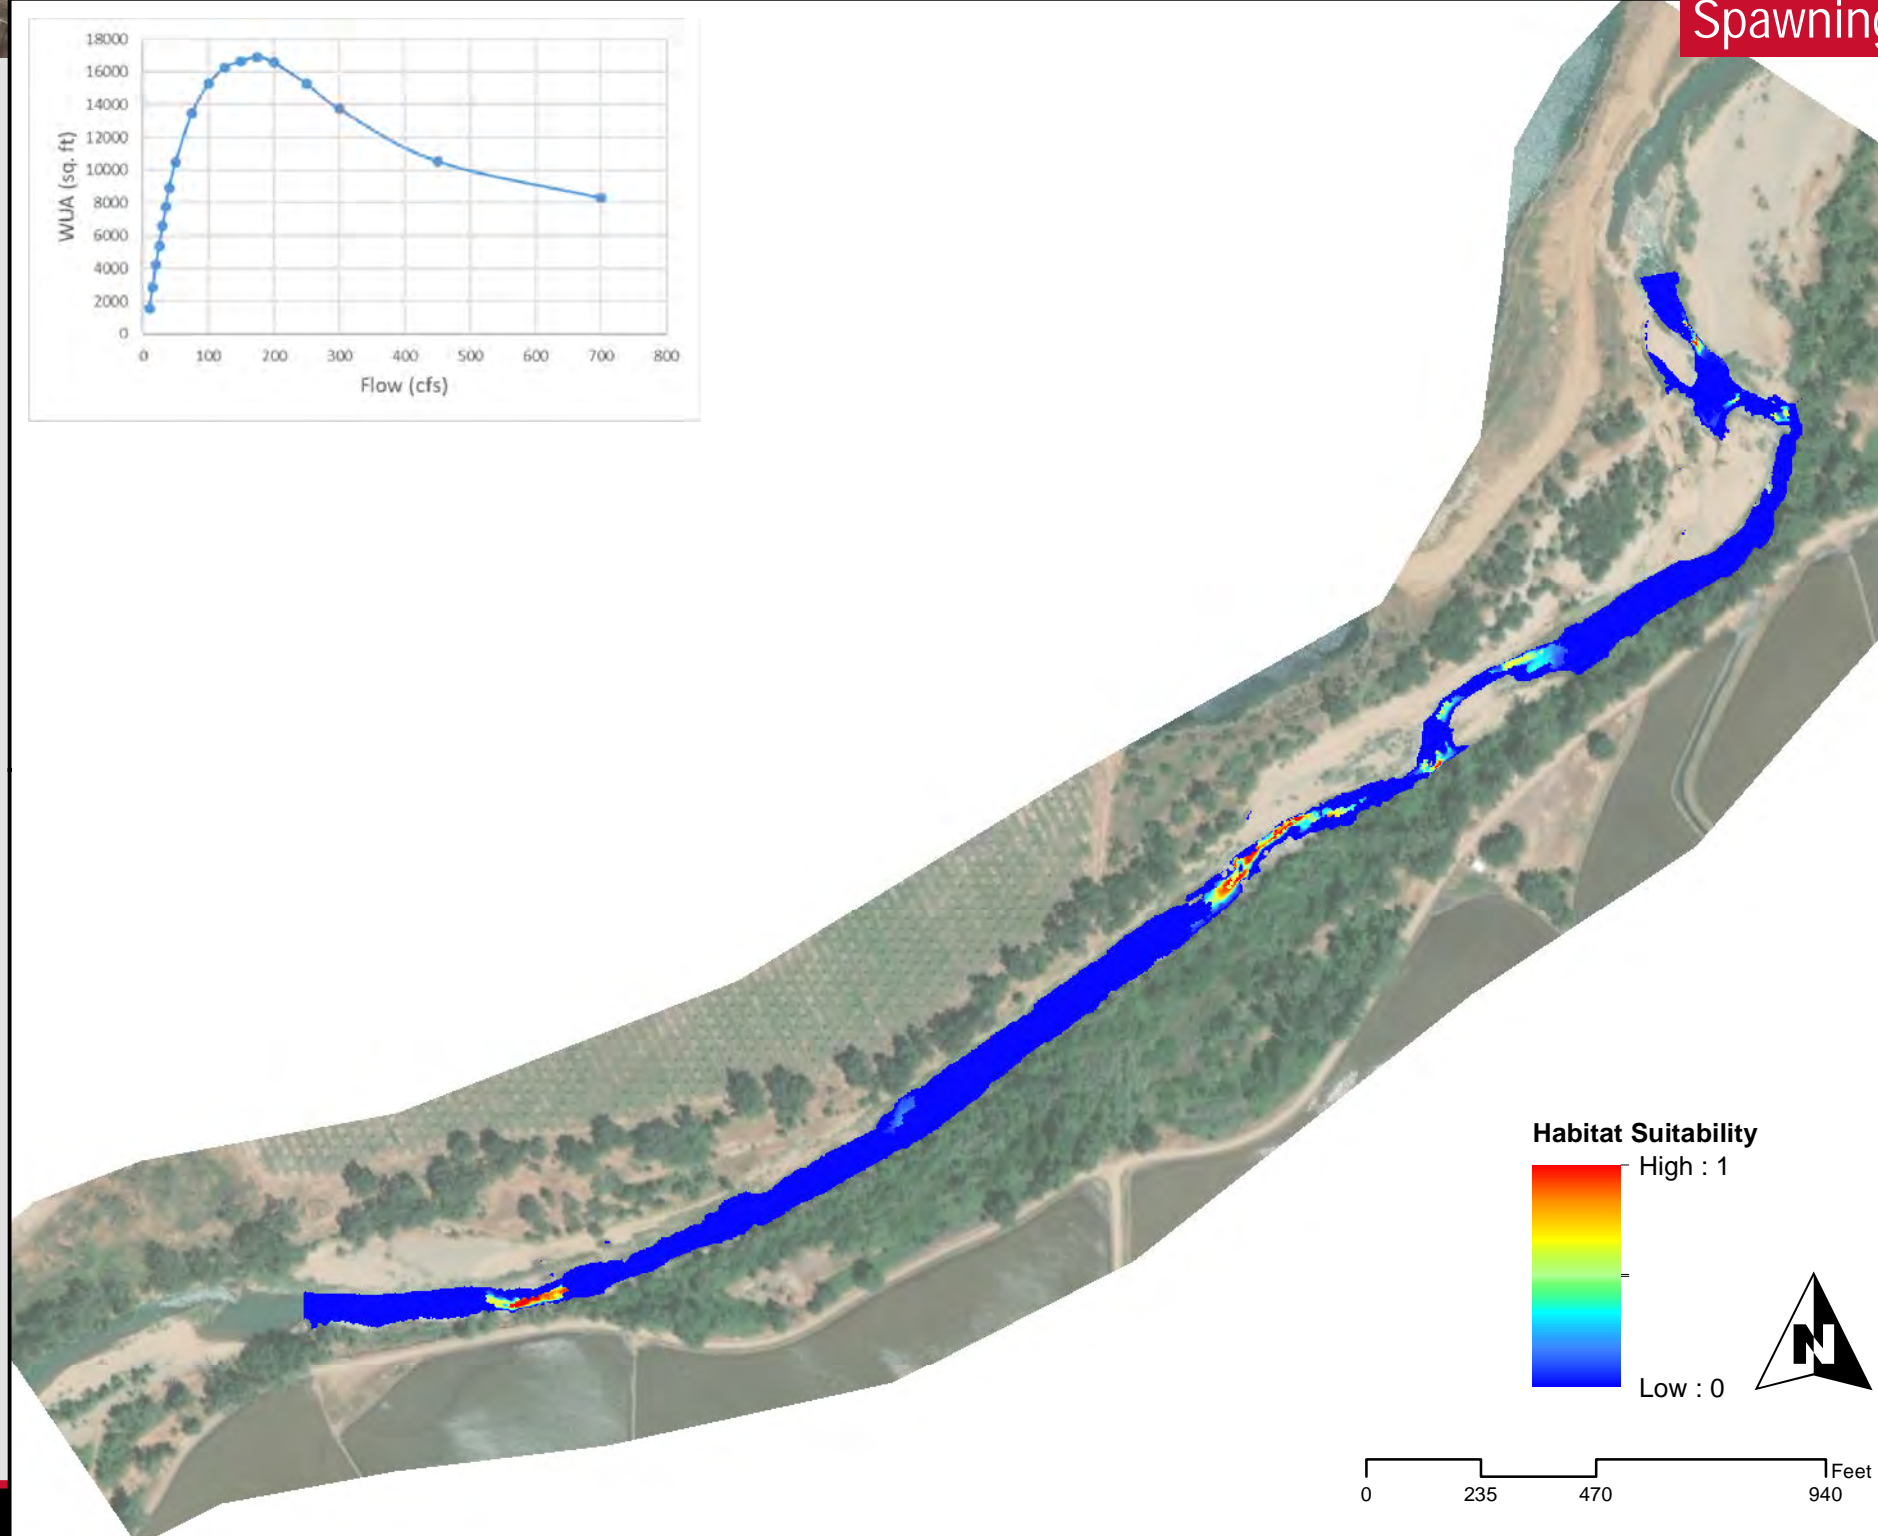 Spawning
18000
16000
14000
12000
10000
8000
6000
4000
2000
0
WUA (sq. ft)
0 100 200 300 400 500 600 700 800
Flow (cfs)
Habitat Suitability
High : 1
Low : 0
N
Feet
0 235 470 940